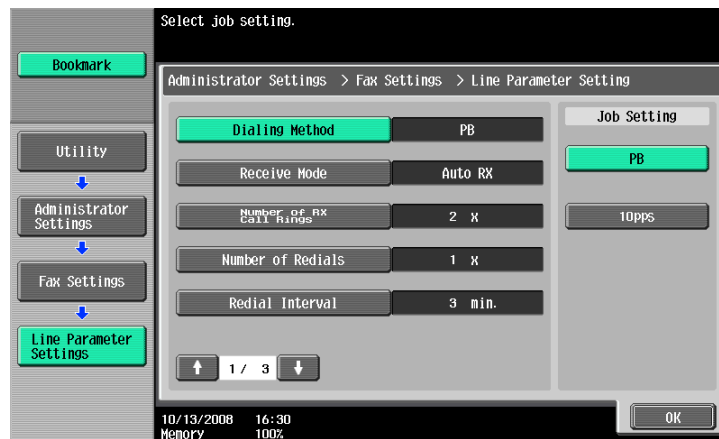 Select job setting.
Bookmark
Administrator Settings > Fax Settings > Line Parameter Setting
Utility
Administrator
Settings
Fax Settings
Line Parameter
Settings
Dialing Method PB
Receive Mode Auto RX
Number of RX
Call Rings
2 X
Number of Redials 1 X
Redial Interval 3 min.
1/ 3
Job Setting
PB
10pps
10/13/2008 16:30
Memory 100%
OK